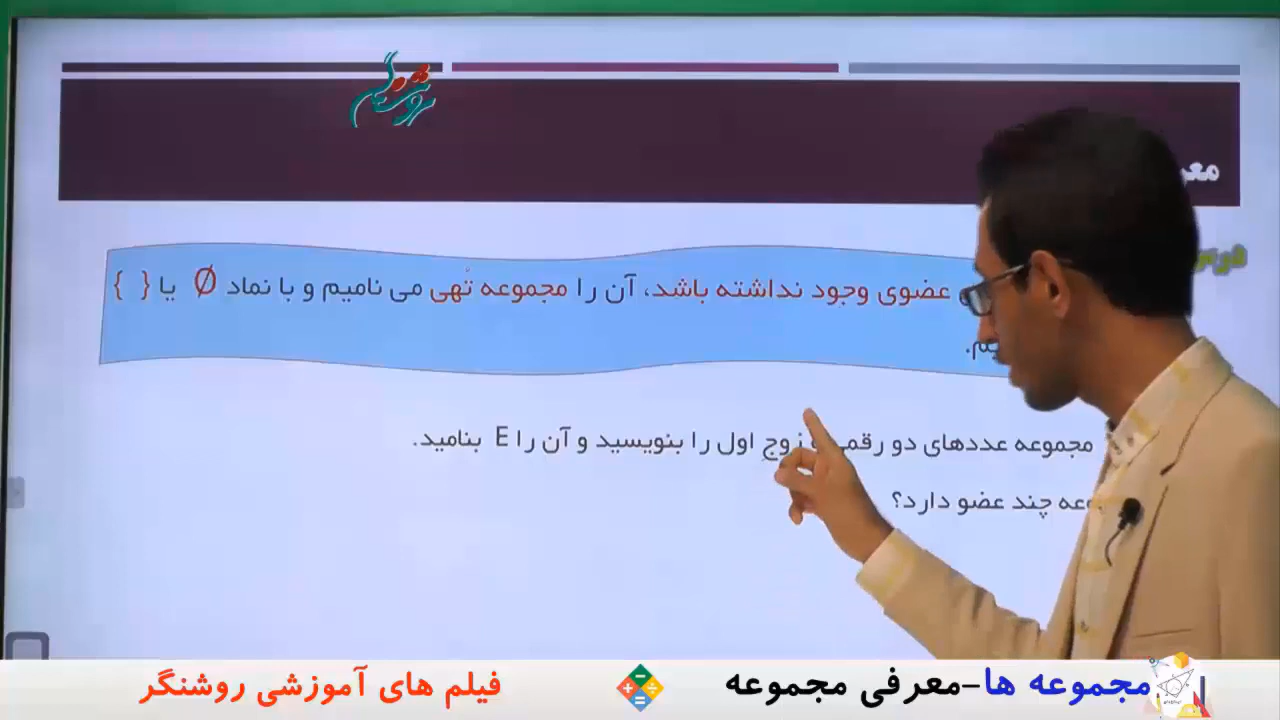 روشنگر
عضوی وجود نداشته باشد، آن را مجموعه تهی می نامیم و با نماد Ø یا { }
مجموعه عددهای دو رقمی زوج اول را بنویسید و آن را E بنامید.
چند عضو دارد؟
مجموعه ها-معرفی مجموعه
فیلم های آموزشی روشنگر